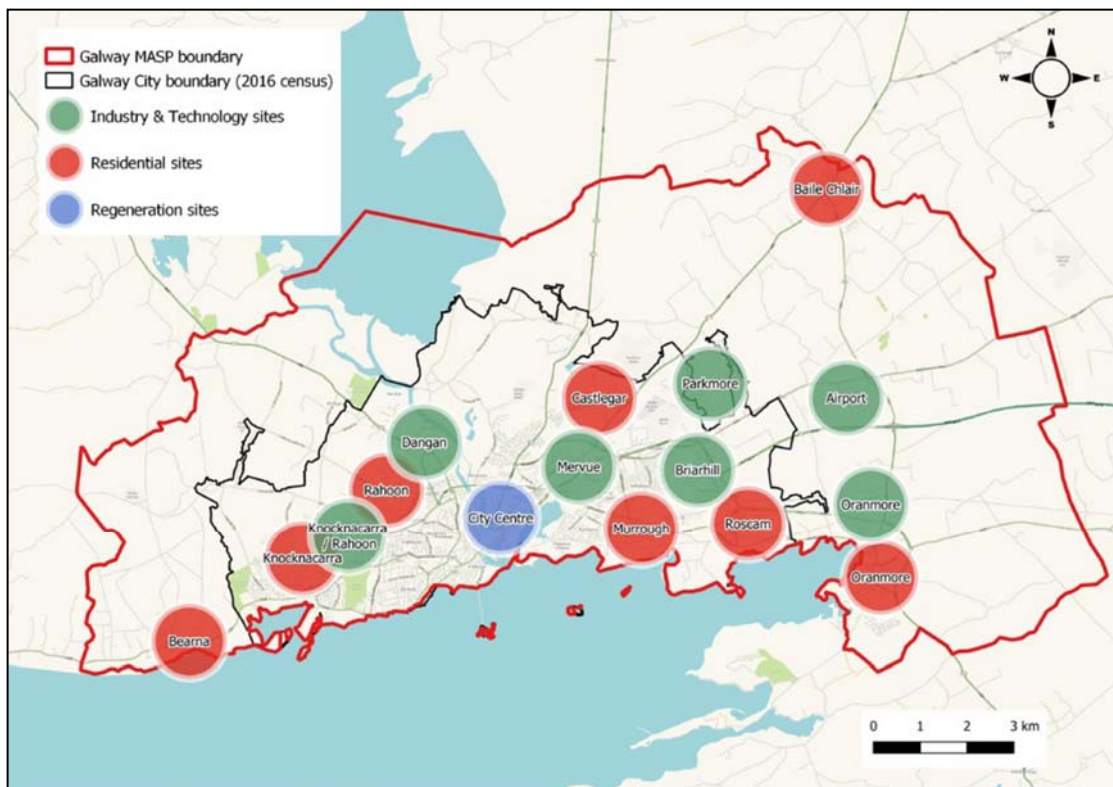 Galway MASP boundary
Galway City boundary (2016 census)
Industry & Technology sites
Residential sites
Regeneration sites
N
W
E
S
Baile Chlair
Castlegar
Parkmore
Airport
Dangan
Mervue
Briarhill
Rahoon
City Centre
Murrough
Roscam
Oranmore
Knocknacarra
/ Rahoon
Knocknacarra
Oranmore
Bearna
0 1 2 3 km